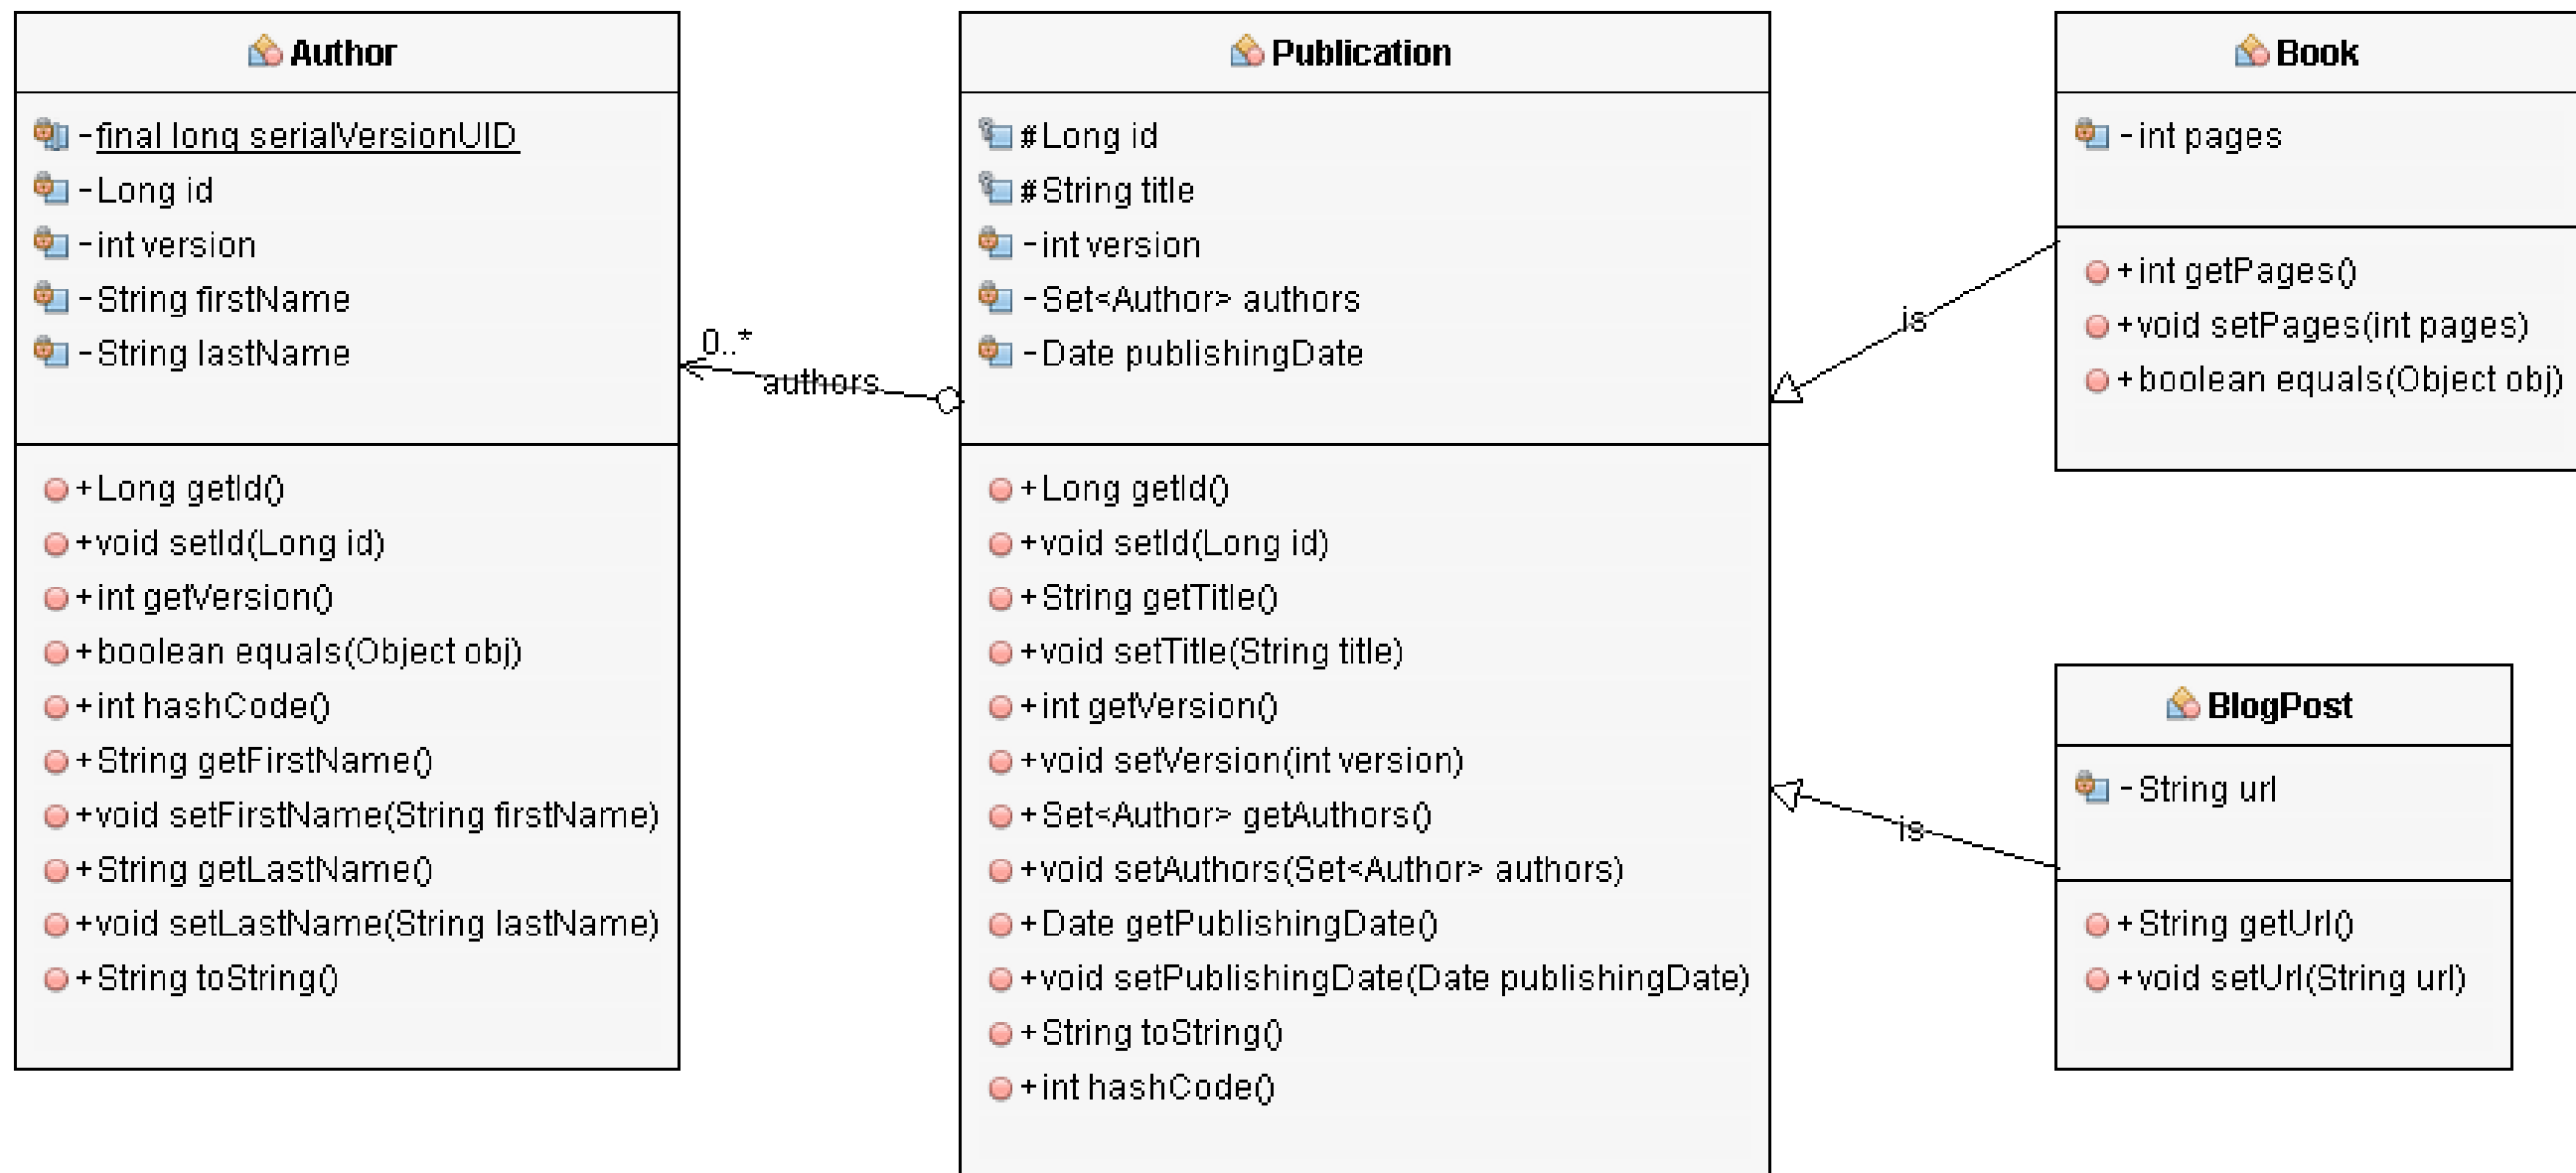 Author
-final long serialVersionUID
-Long id
-int version
-String firstName
-String lastName
+Long getId()
+void setId(Long id)
+int getVersion()
+boolean equals(Object obj)
+int hashCode()
+String getFirstName()
+void setFirstName(String firstName)
+String getLastName()
+void setLastName(String lastName)
+String toString()
0..*
authors
Publication
#Long id
#String title
-int version
-Set<Author> authors
-Date publishingDate
+Long getId()
+void setId(Long id)
+String getTitle()
+void setTitle(String title)
+int getVersion()
+void setVersion(int version)
+Set<Author> getAuthors()
+void setAuthors(Set<Author> authors)
+Date getPublishingDate()
+void setPublishingDate(Date publishingDate)
+String toString()
+int hashCode()
is
is
Book
-int pages
+int getPages()
+void setPages(int pages)
+boolean equals(Object obj)
BlogPost
-String url
+String getUrl()
+void setUrl(String url)